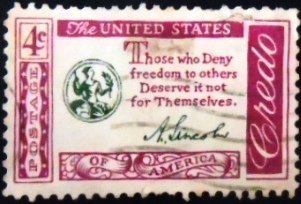 The UNITED STATES
4¢
POSTAGE
Those who Deny
freedom to others
Deserve it not
for Themselves.
A. Lincoln
OF AMERICA
Credo